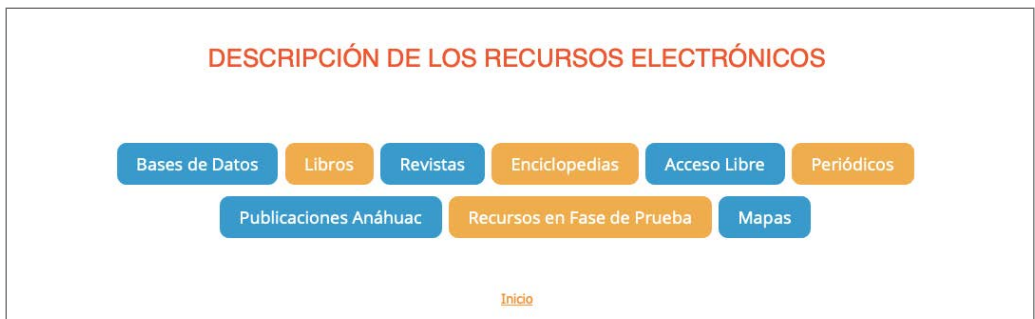 DESCRIPCIÓN DE LOS RECURSOS ELECTRÓNICOS
Bases de Datos Libros Revistas Enciclopedias Acceso Libre Periódicos
Publicaciones Anáhuac Recursos en Fase de Prueba Mapas
Inicio